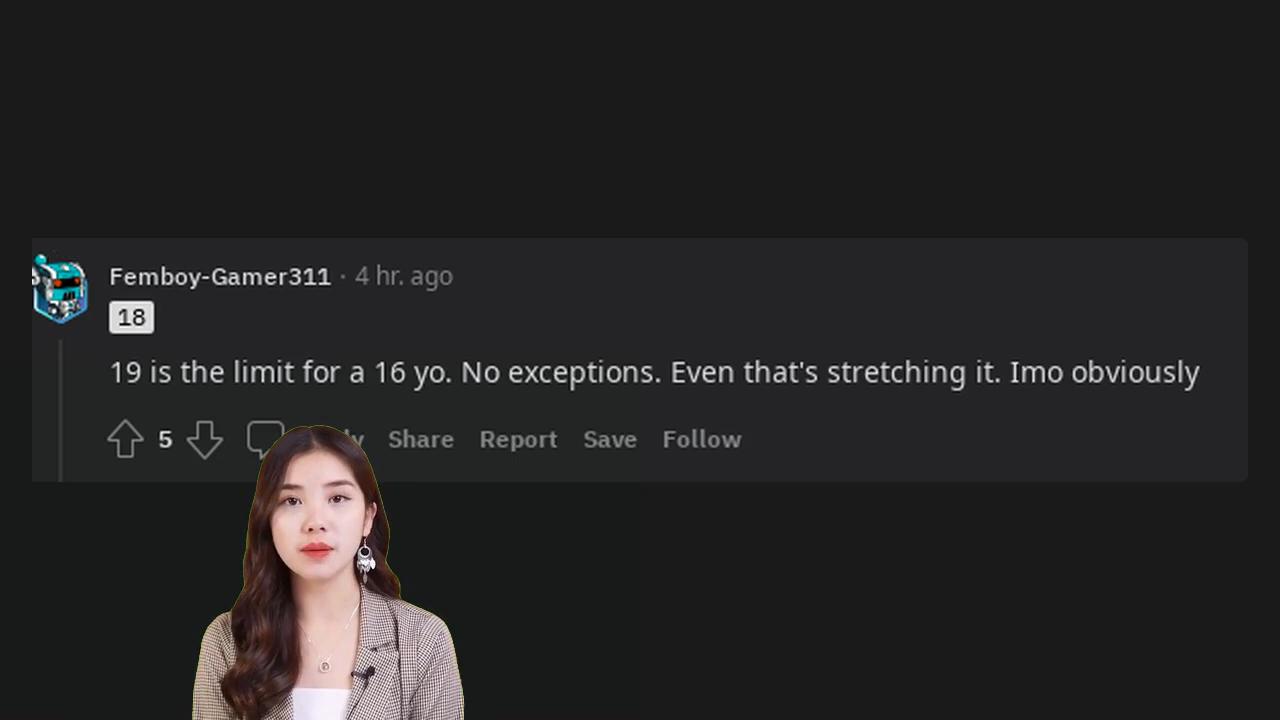 Femboy-Gamer311 · 4 hr. ago
18
19 is the limit for a 16 yo. No exceptions. Even that's stretching it. Imo obviously
5 Share Report Save Follow